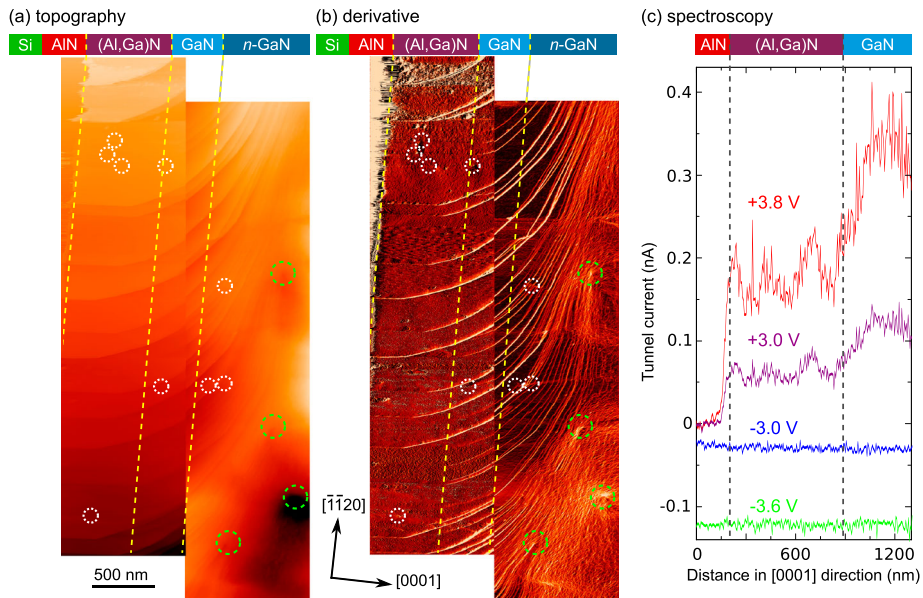 (a) topography
(b) derivative
(c) spectroscopy
Si AlN (Al,Ga)N GaN n-GaN
Si AlN (Al,Ga)N GaN n-GaN
AlN (Al,Ga)N GaN
500 nm
[1̅1̅20]
[0001]
Tunnel current (nA)
0.4
0.3
0.2
0.1
0
-0.1
+3.8 V
+3.0 V
-3.0 V
-3.6 V
0 600 1200
Distance in [0001] direction (nm)